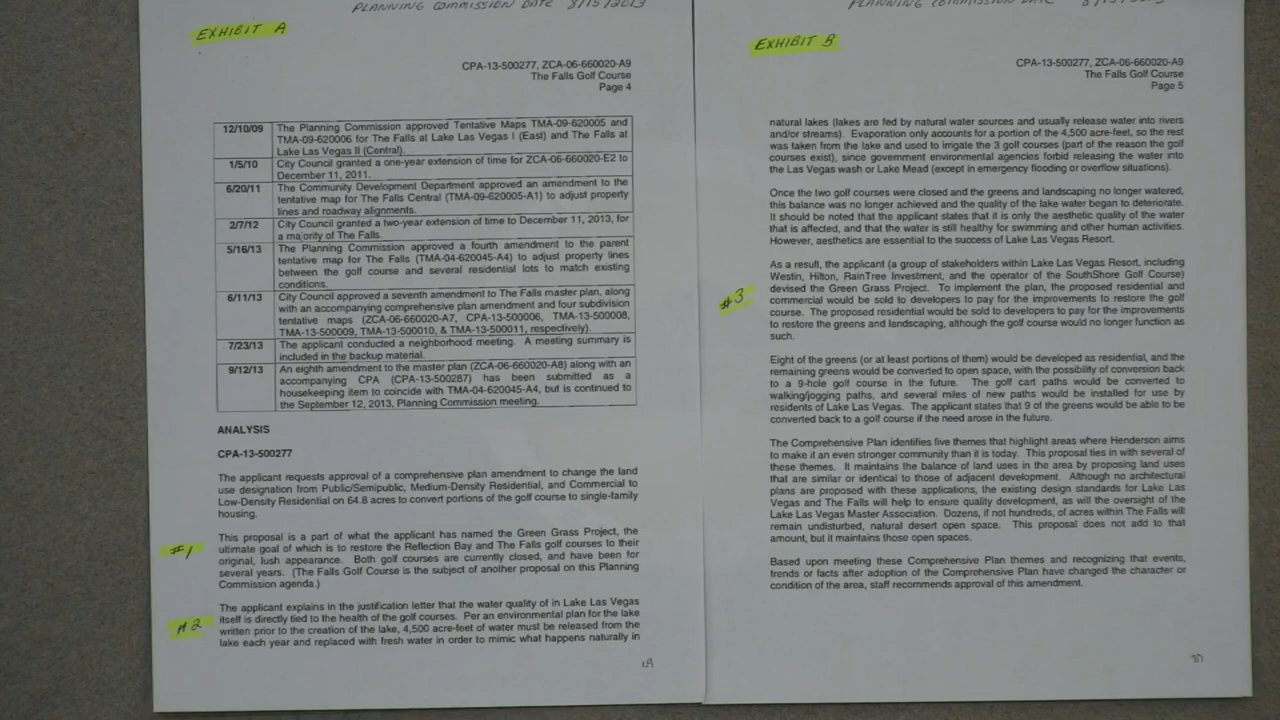 PLANNING COMMISSION DATE 8/15/2013
EXHIBIT A
CPA-13-500277, ZCA-06-660020-A9
The Falls Golf Course
Page 4
12/10/09 The Planning Commission approved Tentative Maps TMA-09-620005 and
TMA-09-620006 for The Falls at Lake Las Vegas I (East) and The Falls at
Lake Las Vegas II (Central).
1/5/10 City Council granted a one-year extension of time for ZCA-06-660020-E2 to
December 11, 2011.
6/20/11 The Community Development Department approved an amendment to the
tentative map for The Falls Central (TMA-09-620005-A1) to adjust property
lines and roadway alignments.
2/7/12 City Council granted a two-year extension of time to December 11, 2013, for
a majority of The Falls.
5/16/13 The Planning Commission approved a fourth amendment to the parent
tentative map for The Falls (TMA-04-620045-A4) to adjust property lines
between the golf course and several residential lots to match existing
conditions.
6/11/13 City Council approved a seventh amendment to The Falls master plan, along
with an accompanying comprehensive plan amendment and four subdivision
tentative maps (ZCA-06-660020-A7, CPA-13-500006, TMA-13-500008,
TMA-13-500009, TMA-13-500010, & TMA-13-500011, respectively).
7/23/13 The applicant conducted a neighborhood meeting. A meeting summary is
included in the backup material.
9/12/13 An eighth amendment to the master plan (ZCA-06-660020-A8) along with an
accompanying CPA (CPA-13-500287) has been submitted as a
housekeeping item to coincide with TMA-04-620045-A4, but is continued to
the September 12, 2013, Planning Commission meeting.
ANALYSIS
CPA-13-500277
The applicant requests approval of a comprehensive plan amendment to change the land
use designation from Public/Semipublic, Medium-Density Residential, and Commercial to
Low-Density Residential on 64.8 acres to convert portions of the golf course to single-family
housing.
#1
This proposal is a part of what the applicant has named the Green Grass Project, the
ultimate goal of which is to restore the Reflection Bay and The Falls golf courses to their
original, lush appearance. Both golf courses are currently closed, and have been for
several years. (The Falls Golf Course is the subject of another proposal on this Planning
Commission agenda.)
#2
The applicant explains in the justification letter that the water quality of in Lake Las Vegas
itself is directly tied to the health of the golf courses. Per an environmental plan for the lake
written prior to the creation of the lake, 4,500 acre-feet of water must be released from the
lake each year and replaced with fresh water in order to mimic what happens naturally in
19
PLANNING COMMISSION DATE
EXHIBIT B
CPA-13-500277, ZCA-06-660020-A9
The Falls Golf Course
Page 5
natural lakes (lakes are fed by natural water sources and usually release water into rivers
and/or streams). Evaporation only accounts for a portion of the 4,500 acre-feet, so the rest
was taken from the lake and used to irrigate the 3 golf courses (part of the reason the golf
courses exist), since government environmental agencies forbid releasing the water into
the Las Vegas wash or Lake Mead (except in emergency flooding or overflow situations).
Once the two golf courses were closed and the greens and landscaping no longer watered,
this balance was no longer achieved and the quality of the lake water began to deteriorate.
It should be noted that the applicant states that it is only the aesthetic quality of the water
that is affected, and that the water is still healthy for swimming and other human activities.
However, aesthetics are essential to the success of Lake Las Vegas Resort.
#3
As a result, the applicant (a group of stakeholders within Lake Las Vegas Resort, including
Westin, Hilton, RainTree Investment, and the operator of the SouthShore Golf Course)
devised the Green Grass Project. To implement the plan, the proposed residential and
commercial would be sold to developers to pay for the improvements to restore the golf
course. The proposed residential would be sold to developers to pay for the improvements
to restore the greens and landscaping, although the golf course would no longer function as
such.
Eight of the greens (or at least portions of them) would be developed as residential, and the
remaining greens would be converted to open space, with the possibility of conversion back
to a 9-hole golf course in the future. The golf cart paths would be converted to
walking/jogging paths, and several miles of new paths would be installed for use by
residents of Lake Las Vegas. The applicant states that 9 of the greens would be able to be
converted back to a golf course if the need arose in the future.
The Comprehensive Plan identifies five themes that highlight areas where Henderson aims
to make it an even stronger community than it is today. This proposal ties in with several of
these themes. It maintains the balance of land uses in the area by proposing land uses
that are similar or identical to those of adjacent development. Although no architectural
plans are proposed with these applications, the existing design standards for Lake Las
Vegas and The Falls will help to ensure quality development, as will the oversight of the
Lake Las Vegas Master Association. Dozens, if not hundreds, of acres within The Falls will
remain undisturbed, natural desert open space. This proposal does not add to that
amount, but it maintains those open spaces.
Based upon meeting these Comprehensive Plan themes and recognizing that events,
trends or facts after adoption of the Comprehensive Plan have changed the character or
condition of the area, staff recommends approval of this amendment.